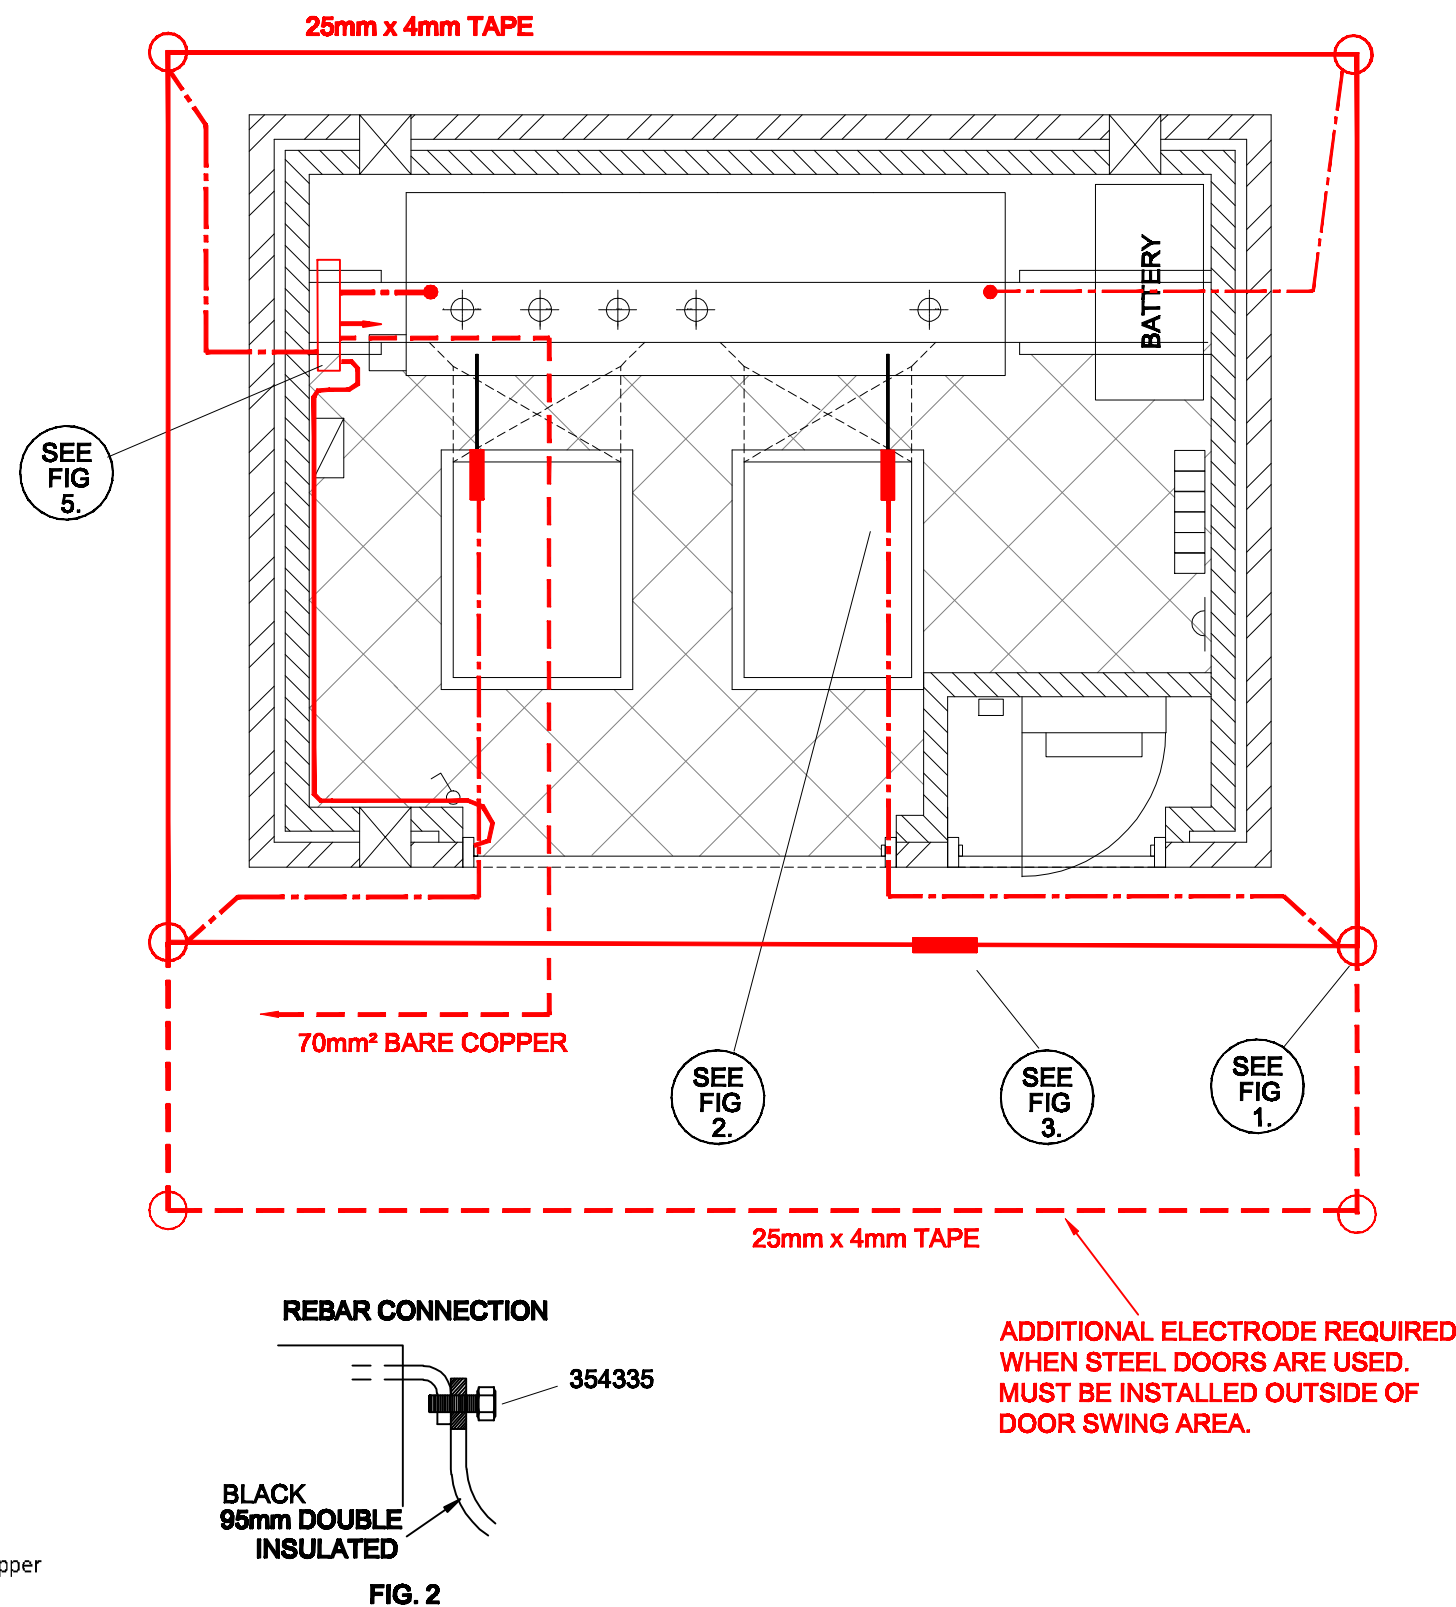 25mm x 4mm TAPE
BATTERY
SEE
FIG
5.
70mm² BARE COPPER
SEE
FIG
2.
SEE
FIG
3.
SEE
FIG
1.
25mm x 4mm TAPE
ADDITIONAL ELECTRODE REQUIRED
WHEN STEEL DOORS ARE USED.
MUST BE INSTALLED OUTSIDE OF
DOOR SWING AREA.
REBAR CONNECTION
354335
BLACK
95mm DOUBLE
INSULATED
FIG. 2
pper